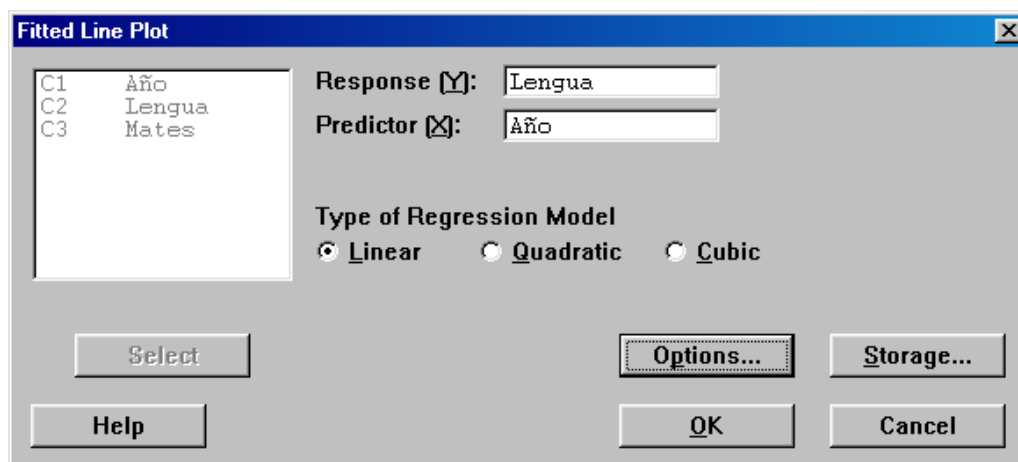 Fitted Line Plot
C1 Año
C2 Lengua
C3 Mates
Response (Y): Lengua
Predictor (X): Año
Type of Regression Model
Linear Quadratic Cubic
Select
Options... Storage...
Help OK Cancel